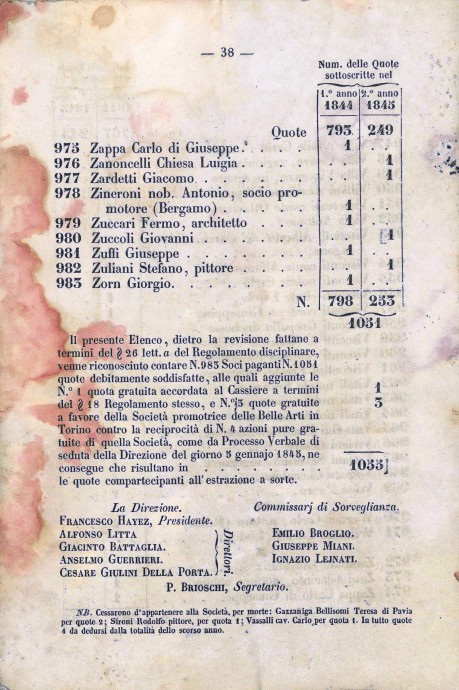 — 38 —
Num. delle Quote
sottoscritte nel
1.° anno 2.° anno
1844 1845
Quote 793 249
975 Zappa Carlo di Giuseppe. . . 1
976 Zanoncelli Chiesa Luigia . . . . 1
977 Zardetti Giacomo . . . . . . 1
978 Zineroni nob. Antonio, socio pro-
motore (Bergamo) . . . . . 1
979 Zuccari Fermo, architetto . . . 1
980 Zuccoli Giovanni . . . . . . 1
981 Zuffi Giuseppe . . . . . . 1
982 Zuliani Stefano, pittore . . . . 1
983 Zorn Giorgio. . . . . . . 1
N. 798 253
1051
Il presente Elenco, dietro la revisione fattane a
termini del § 26 lett. a del Regolamento disciplinare,
venne riconosciuto contare N. 983 Soci paganti N. 1051
quote debitamente soddisfatte, alle quali aggiunte le
N.° 1 quota gratuita accordata al Cassiere a termini 1
del § 18 Regolamento stesso, e N.° 3 quote gratuite 3
a favore della Società promotrice delle Belle Arti in
Torino contro la reciprocità di N. 4 azioni pure gra-
tuite di quella Società, come da Processo Verbale di
seduta della Direzione del giorno 3 gennajo 1845, ne
consegue che risultano in . . . . . . . 1055
le quote compartecipanti all'estrazione a sorte.
La Direzione. Commissarj di Sorveglianza.
FRANCESCO HAYEZ, Presidente.
ALFONSO LITTA EMILIO BROGLIO.
GIACINTO BATTAGLIA. GIUSEPPE MIANI.
ANSELMO GUERRIERI. IGNAZIO LEJNATI.
CESARE GIULINI DELLA PORTA.
Direttori.
P. BRIOSCHI, Segretario.
NB. Cessarono d'appartenere alla Società, per morte: Gazzaniga Bellisomi Teresa di Pavia
per quote 2; Sironi Rodolfo pittore, per quota 1; Vassalli cav. Carlo, per quota 1. In tutto quote
4 da dedursi dalla totalità dello scorso anno.